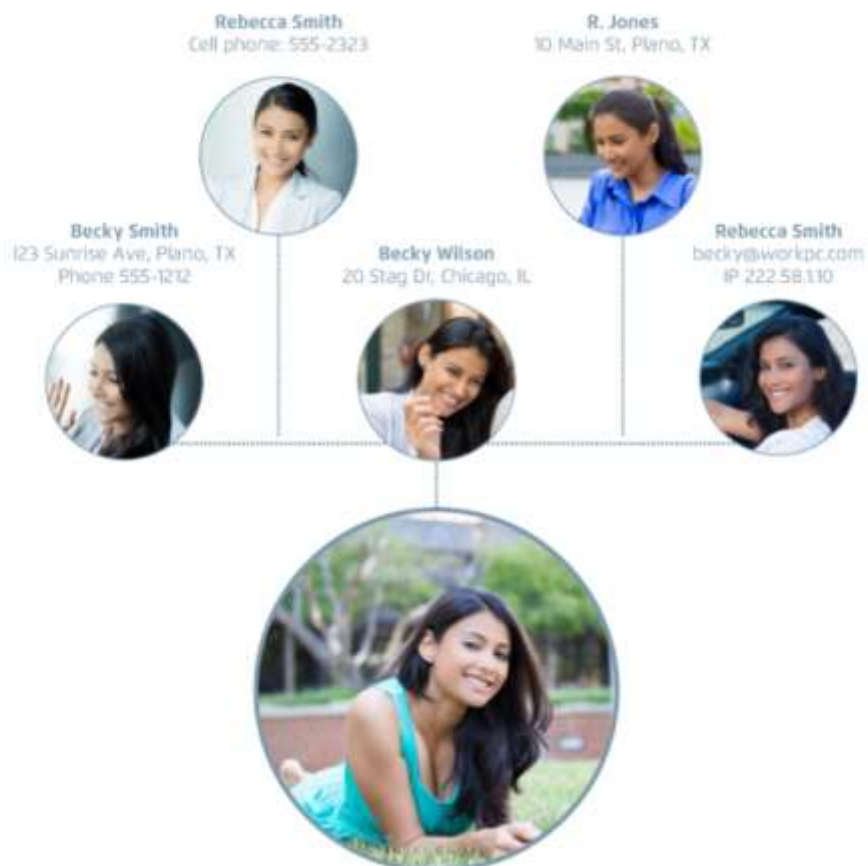 Rebecca Smith
Cell phone: 555-2323
R. Jones
10 Main St, Plano, TX
Becky Smith
123 Sunrise Ave, Plano, TX
Phone 555-1212
Becky Wilson
20 Stag Dr, Chicago, IL
Rebecca Smith
becky@workpc.com
IP 222.58.1.10